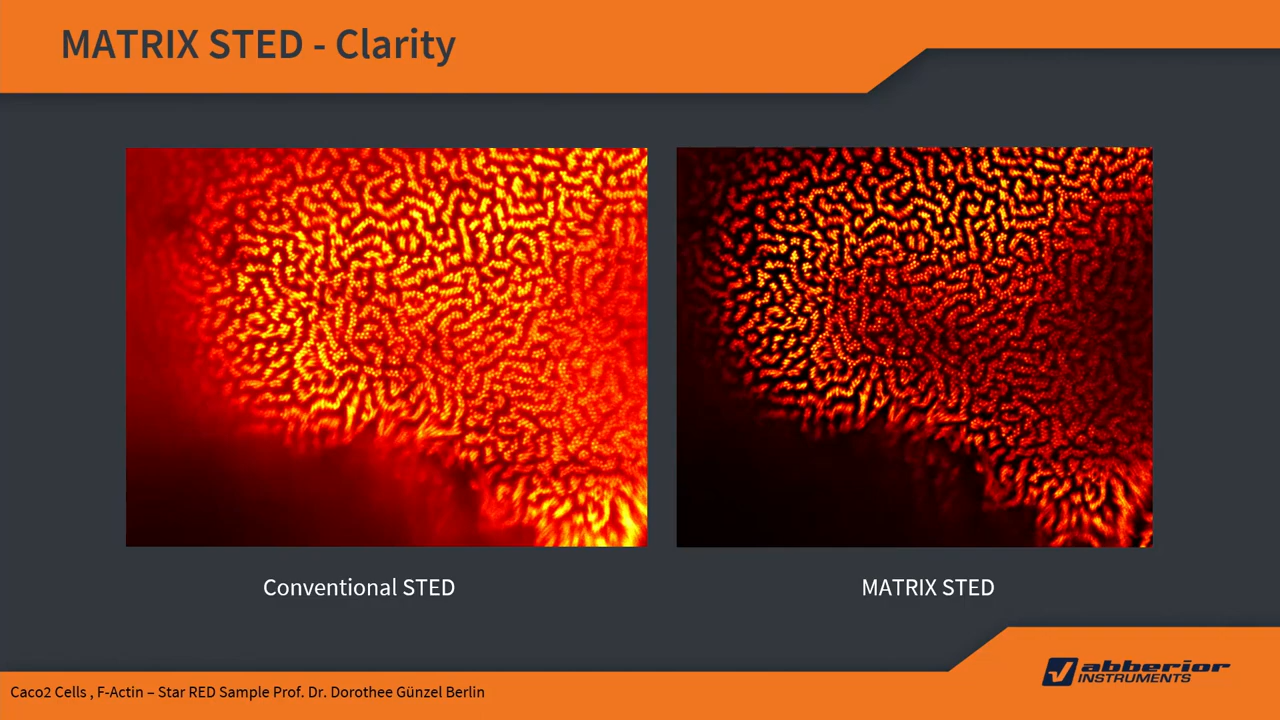 MATRIX STED - Clarity
Conventional STED
MATRIX STED
abberior
INSTRUMENTS
Caco2 Cells , F-Actin – Star RED Sample Prof. Dr. Dorothee Günzel Berlin